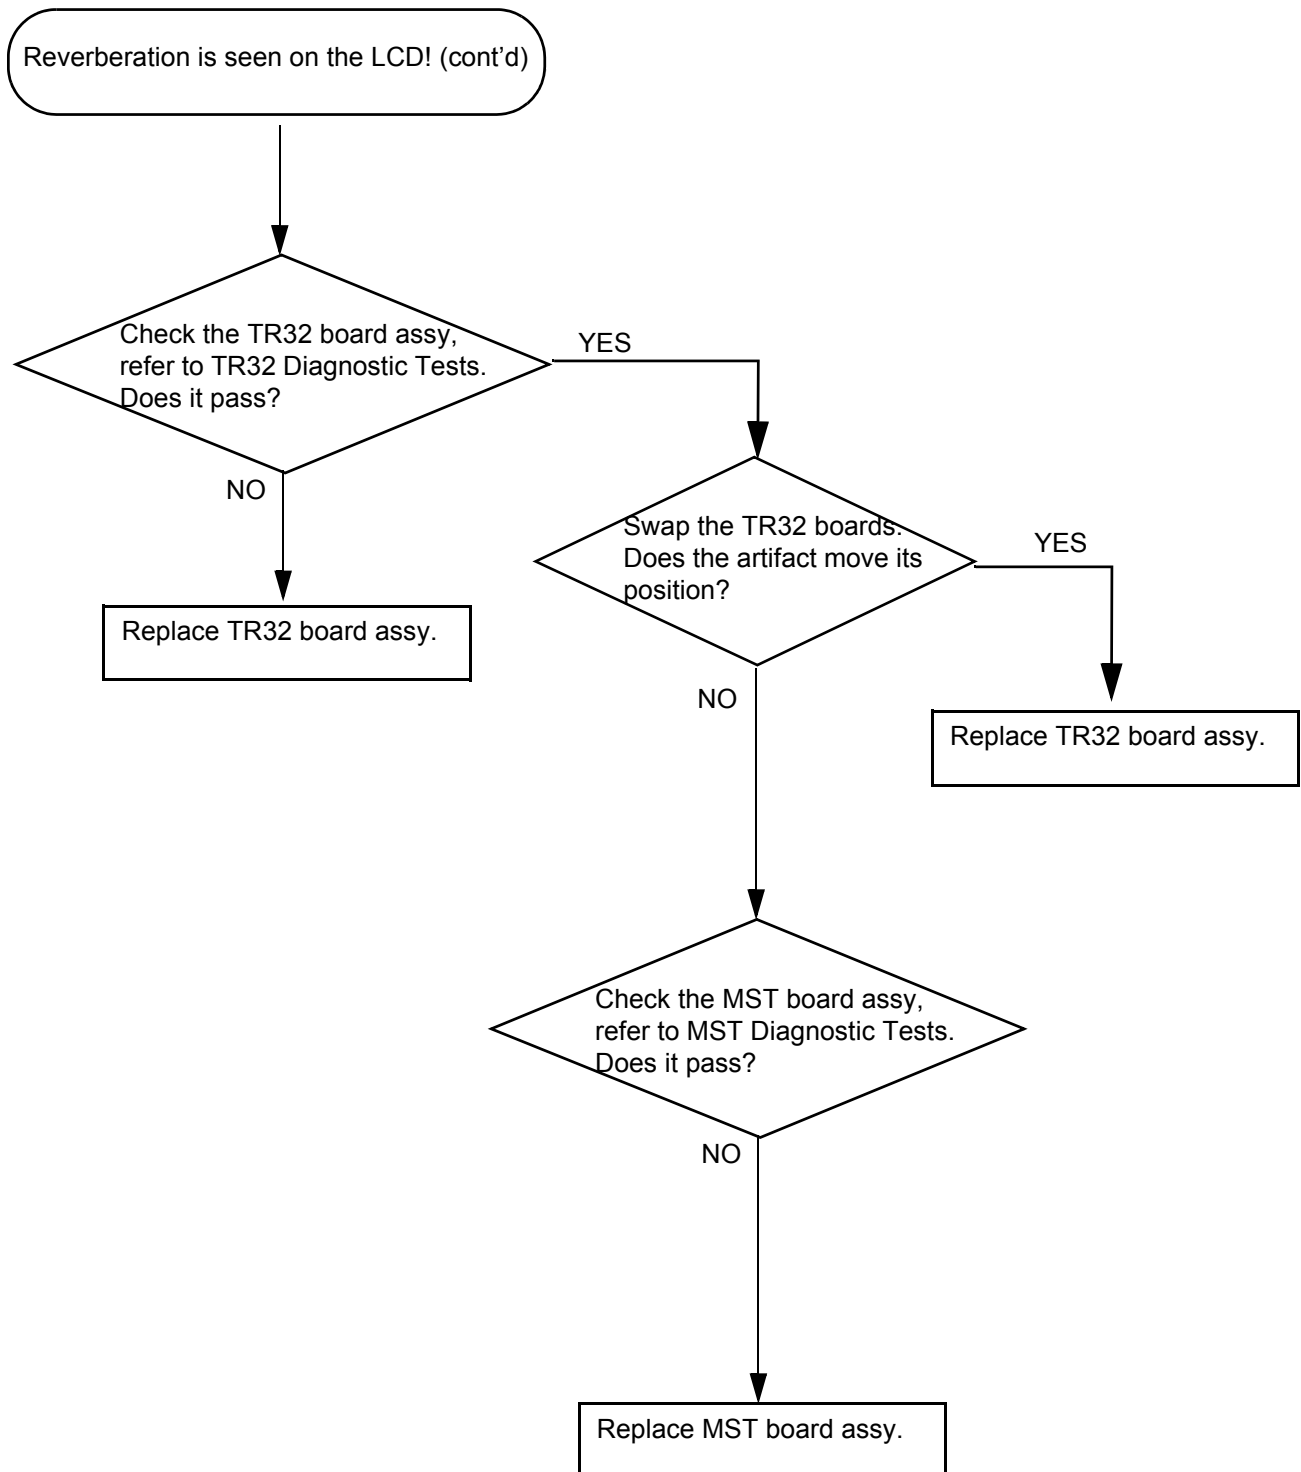 Reverberation is seen on the LCD! (cont’d)
Check the TR32 board assy,
refer to TR32 Diagnostic Tests.
Does it pass?
YES
NO
Replace TR32 board assy.
Swap the TR32 boards.
Does the artifact move its
position?
YES
NO
Replace TR32 board assy.
Check the MST board assy,
refer to MST Diagnostic Tests.
Does it pass?
NO
Replace MST board assy.